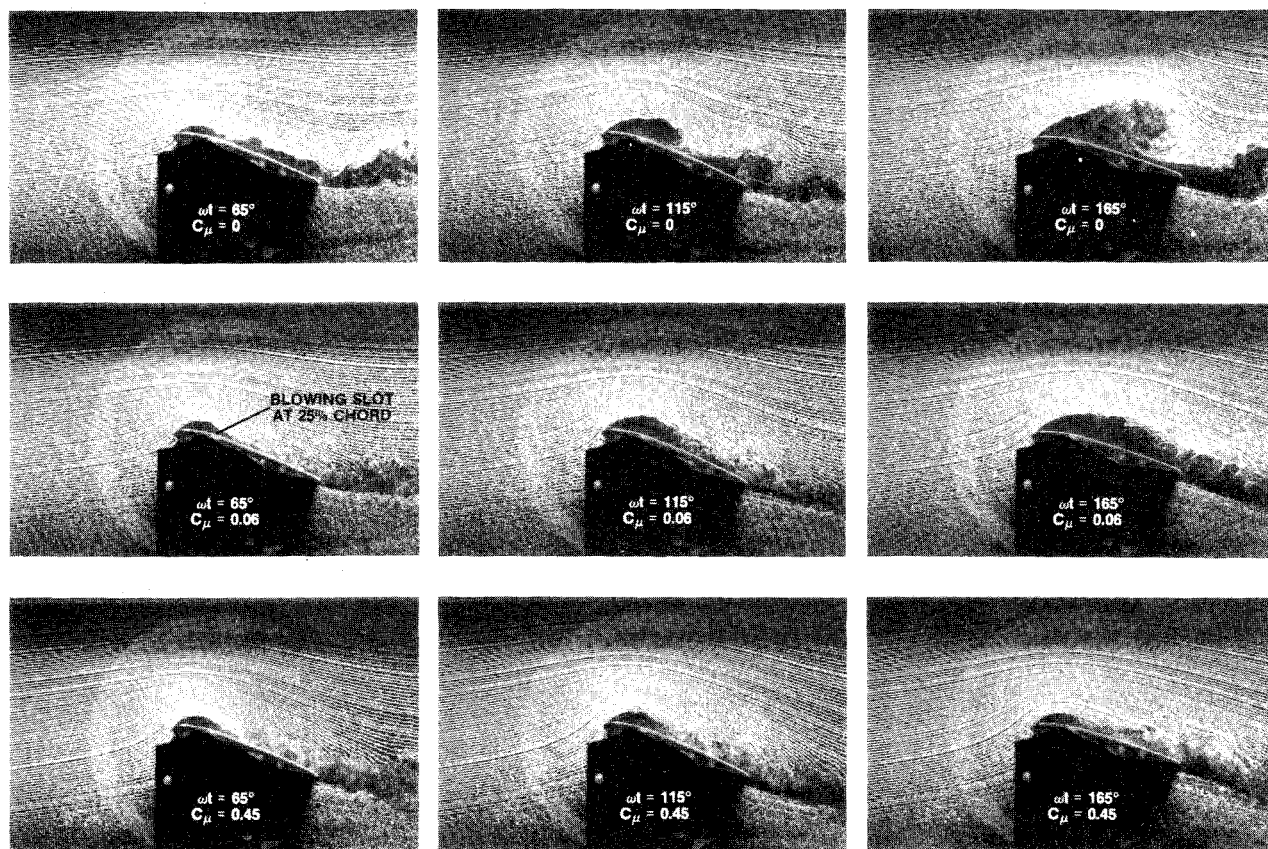 ωt = 65°
Cμ = 0
ωt = 115°
Cμ = 0
ωt = 165°
Cμ = 0
BLOWING SLOT
AT 25% CHORD
ωt = 65°
Cμ = 0.06
ωt = 115°
Cμ = 0.06
ωt = 165°
Cμ = 0.06
ωt = 65°
Cμ = 0.45
ωt = 115°
Cμ = 0.45
ωt = 165°
Cμ = 0.45